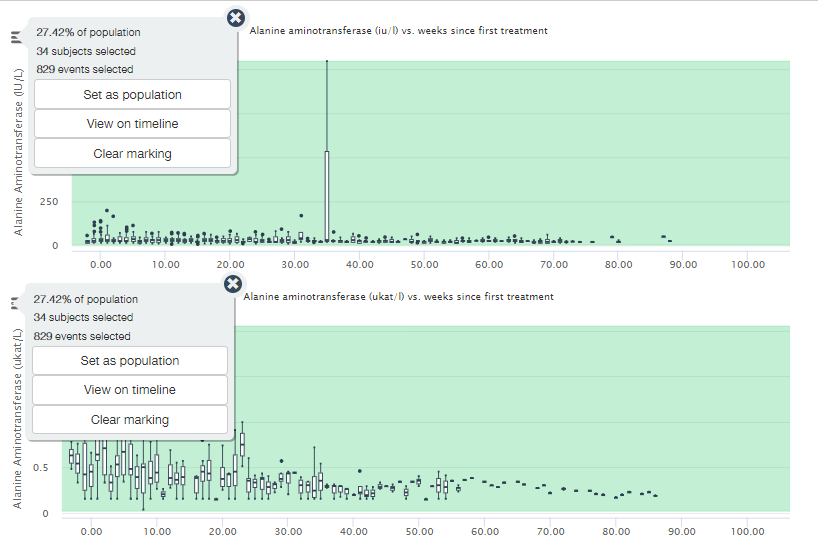 27.42% of population
34 subjects selected
829 events selected
Set as population
View on timeline
Clear marking
Alanine aminotransferase (iu/l) vs. weeks since first treatment
Alanine Aminotransferase (IU/L)
250
0
0.00 10.00 20.00 30.00 40.00 50.00 60.00 70.00 80.00 90.00 100.00
27.42% of population
34 subjects selected
829 events selected
Set as population
View on timeline
Clear marking
Alanine aminotransferase (ukat/l) vs. weeks since first treatment
Alanine Aminotransferase (ukat/L)
0.5
0
0.00 10.00 20.00 30.00 40.00 50.00 60.00 70.00 80.00 90.00 100.00